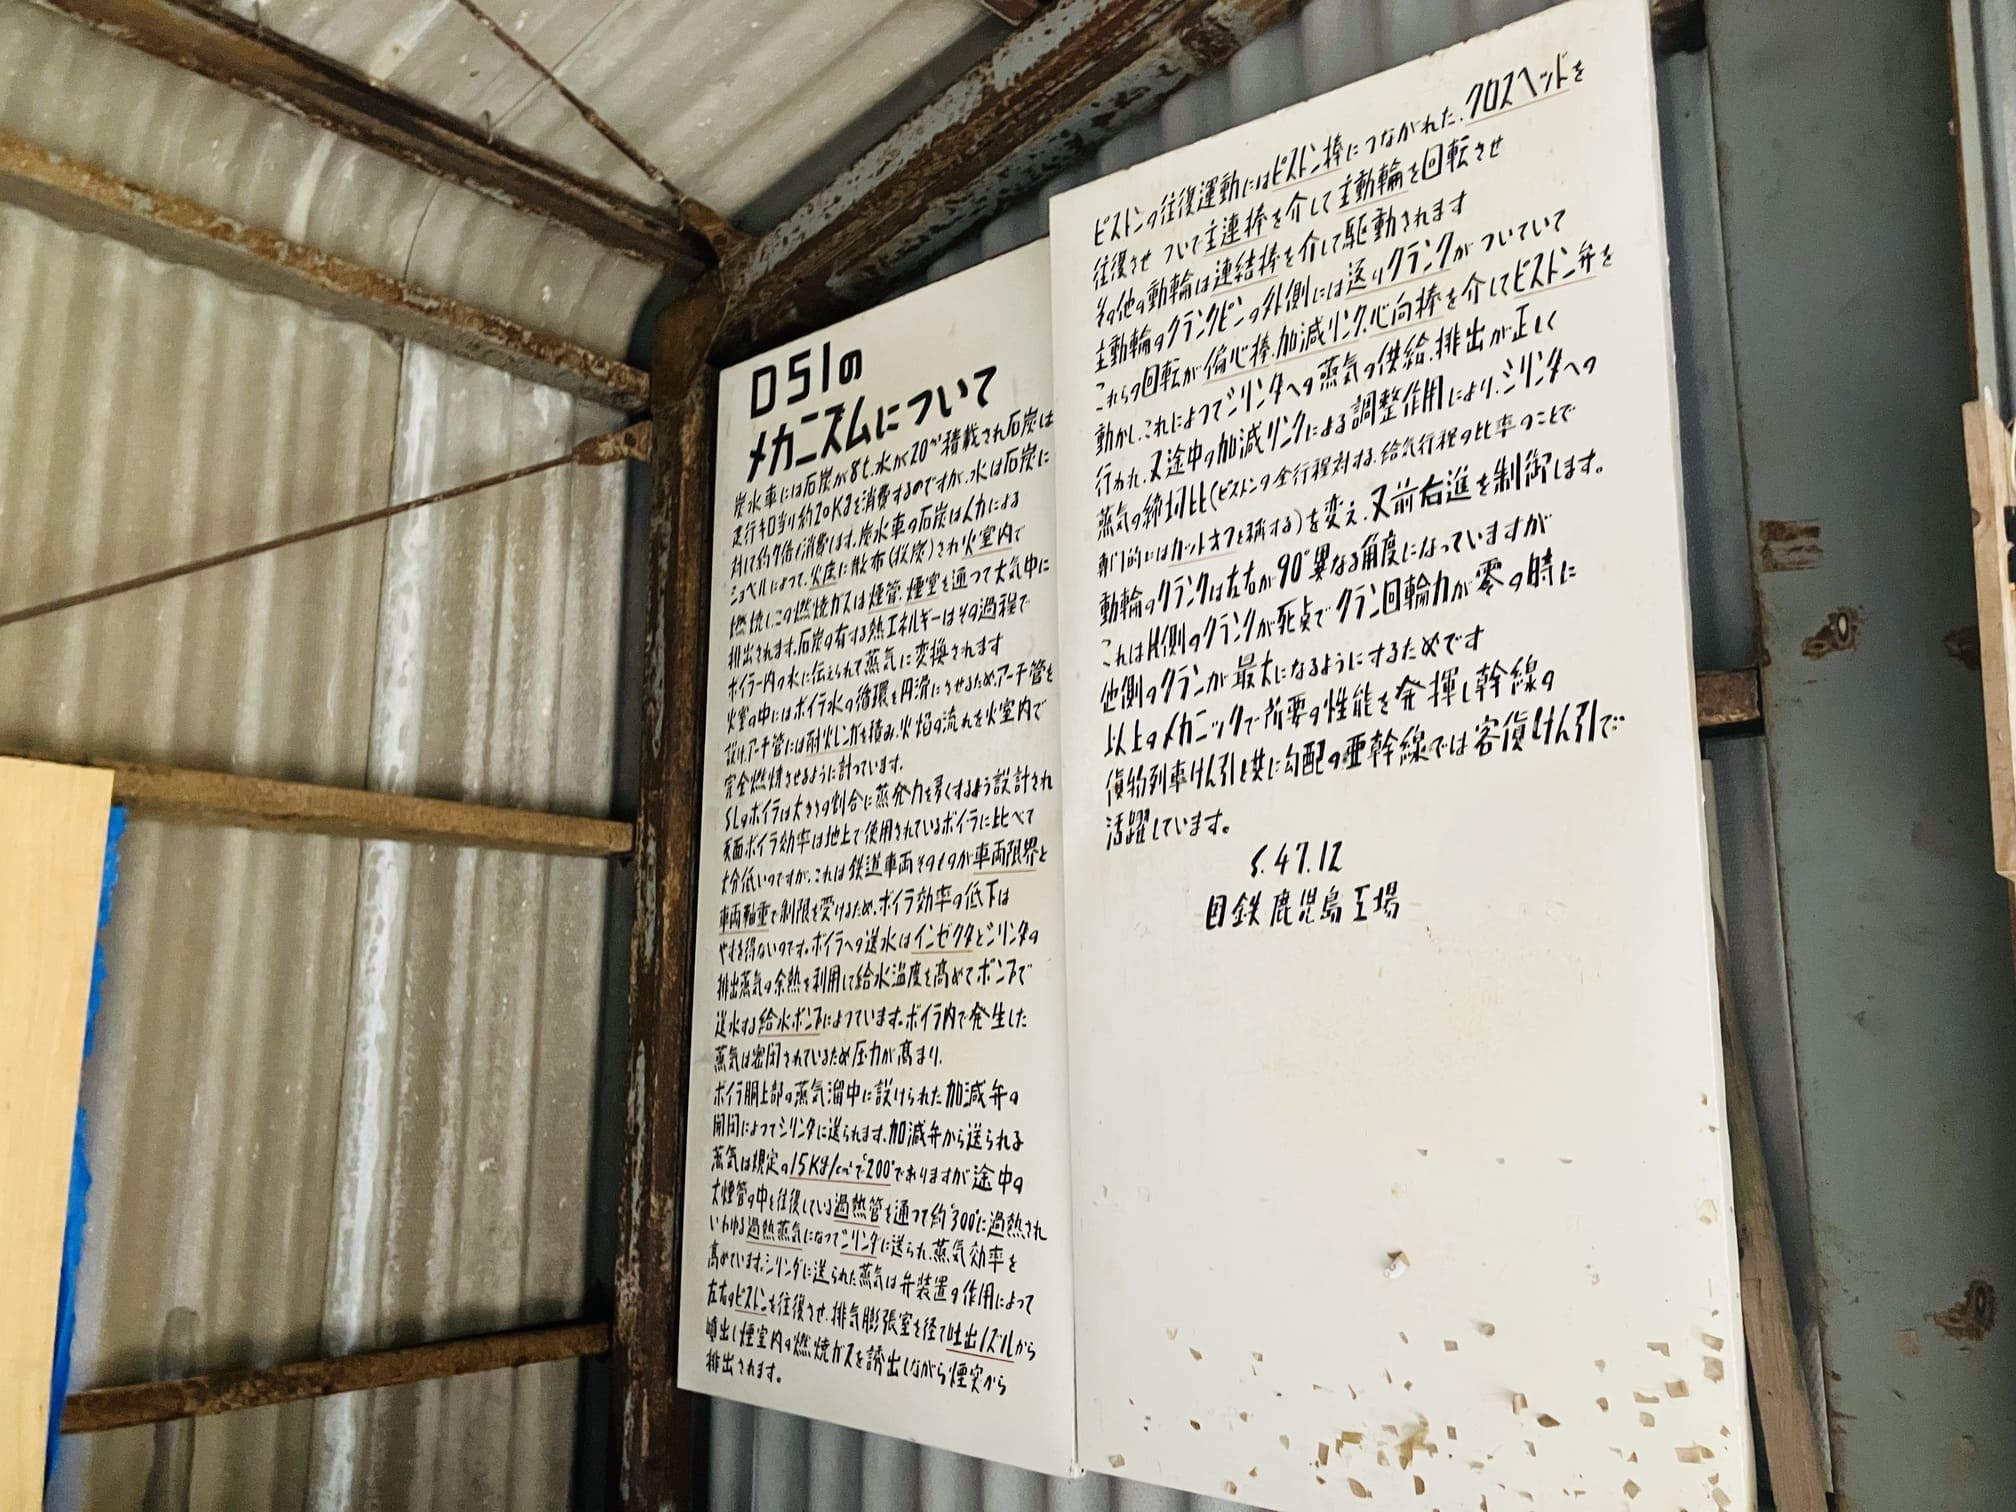 D51の
メカニズムについて
炭水車には石炭が8t.水が20㎥積載され石炭は
走行キロ当り約20Kgを消費するのですが、水は石炭に
対して約7倍消費します。炭水車の石炭は人力による
ショベルによって、火床に散布(投炭)され火室内で
燃焼し、この燃焼ガスは煙管、煙室を通って大気中に
排出されます。石炭の有する熱エネルギーはその過程で
ボイラー内の水に伝えられて蒸気に変換されます
火室の中にはボイラ水の循環を円滑にさせるため、アーチ管を
設け、アーチ管には耐火レンガを積み、火焔の流れを火室内で
完全燃焼させるように計っています。
SLのボイラは大きさの割合に蒸発力を多くするよう設計され
反面ボイラ効率は地上で使用されているボイラに比べて
大分低いのですが、これは鉄道車両そのものが車両限界と
車両軸重で制限を受けるため、ボイラ効率の低下は
やむを得ないのです。ボイラへの送水はインゼクタとシリンダの
排出蒸気の余熱を利用して給水温度を高めてポンプで
送水する給水ポンプによっています。ボイラ内で発生した
蒸気は密閉されているため圧力が高まり、
ボイラ胴上部の蒸気溜中に設けられた加減弁の
開閉によってシリンダに送られます、加減弁から送られる
蒸気は規定の15Kg/cm²で200°でありますが途中の
大煙管の中を往復している過熱管を通って約300°に過熱され
いわゆる過熱蒸気になってシリンダに送られ、蒸気効率を
高めています。シリンダに送られた蒸気は弁装置の作用によって
左右のピストンを往復させ、排気膨張室を経て吐出ノズルから
噴出し煙室内の燃焼ガスを誘出しながら煙突から
排出されます。
ピストンの往復運動にはピストン棒につながれた、クロスヘッドを
往復させ ついで主連棒を介して主動輪を回転させ
その他の動輪は連結棒を介して駆動されます
主動輪のクランクピンの外側には返りクランクがついていて
これらの回転が偏心棒、加減リンク、心向棒を介してピストン弁を
動かし、これによってシリンダへの蒸気の供給、排出が正しく
行われ、又途中の加減リンクによる調整作用により、シリンダへの
蒸気の締切比(ピストンの全行程対する、給気行程の比率のことで
専門的にはカットオフと称する)を変え、又前右進を制御します。
動輪のクランクは左右が90°異なる角度になっていますが
これは片側のクランクが死点でクラン回輪力が零の時に
他側のクランが最大になるようにするためです
以上のメカニックで所要の性能を発揮し幹線の
貨物列車けん引と共に勾配の亜幹線では客貨けん引で
活躍しています。
S.47.12
国鉄 鹿児島工場